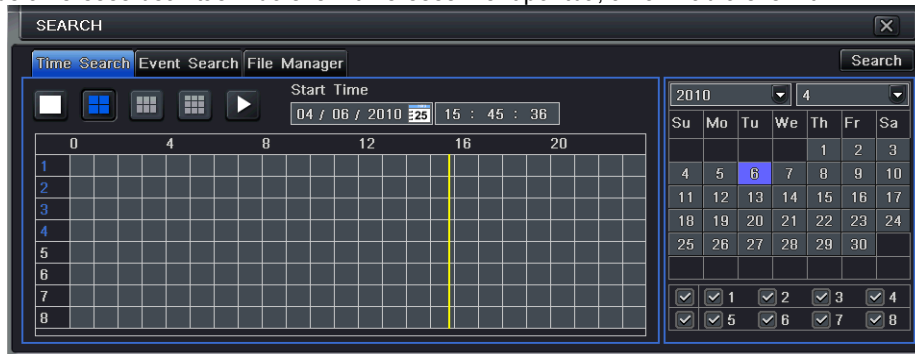 SEARCH
Time Search Event Search File Manager
Search
Start Time
04 / 06 / 2010 25 15 : 45 : 36
0 4 8 12 16 20
1
2
3
4
5
6
7
8
2010 4
Su Mo Tu We Th Fr Sa
1 2 3
4 5 6 7 8 9 10
11 12 13 14 15 16 17
18 19 20 21 22 23 24
25 26 27 28 29 30
1 2 3 4
5 6 7 8